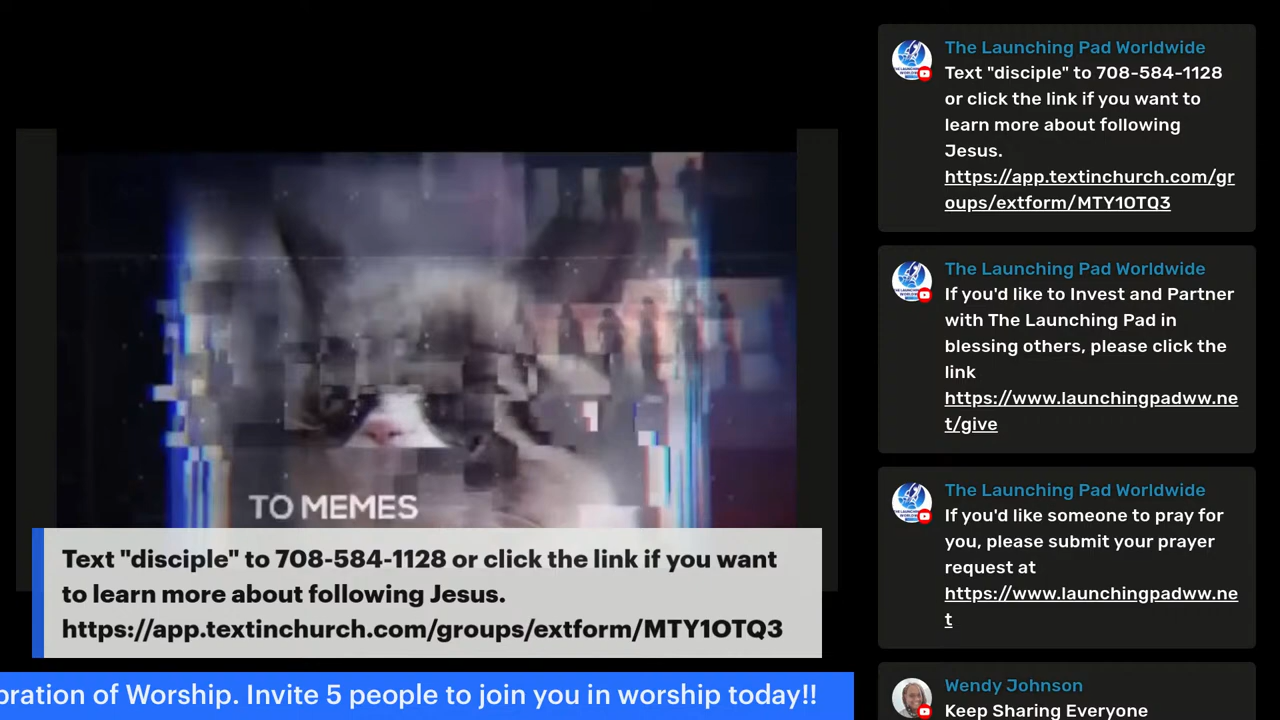 TO MEMES
Text "disciple" to 708-584-1128 or click the link if you want
to learn more about following Jesus.
https://app.textinchurch.com/groups/extform/MTY1OTQ3
bration of Worship. Invite 5 people to join you in worship today!!
The Launching Pad Worldwide
Text "disciple" to 708-584-1128
or click the link if you want to
learn more about following
Jesus.
https://app.textinchurch.com/gr
oups/extform/MTY1OTQ3
The Launching Pad Worldwide
If you'd like to Invest and Partner
with The Launching Pad in
blessing others, please click the
link
https://www.launchingpadww.ne
t/give
The Launching Pad Worldwide
If you'd like someone to pray for
you, please submit your prayer
request at
https://www.launchingpadww.ne
t
Wendy Johnson
Keep Sharing Everyone